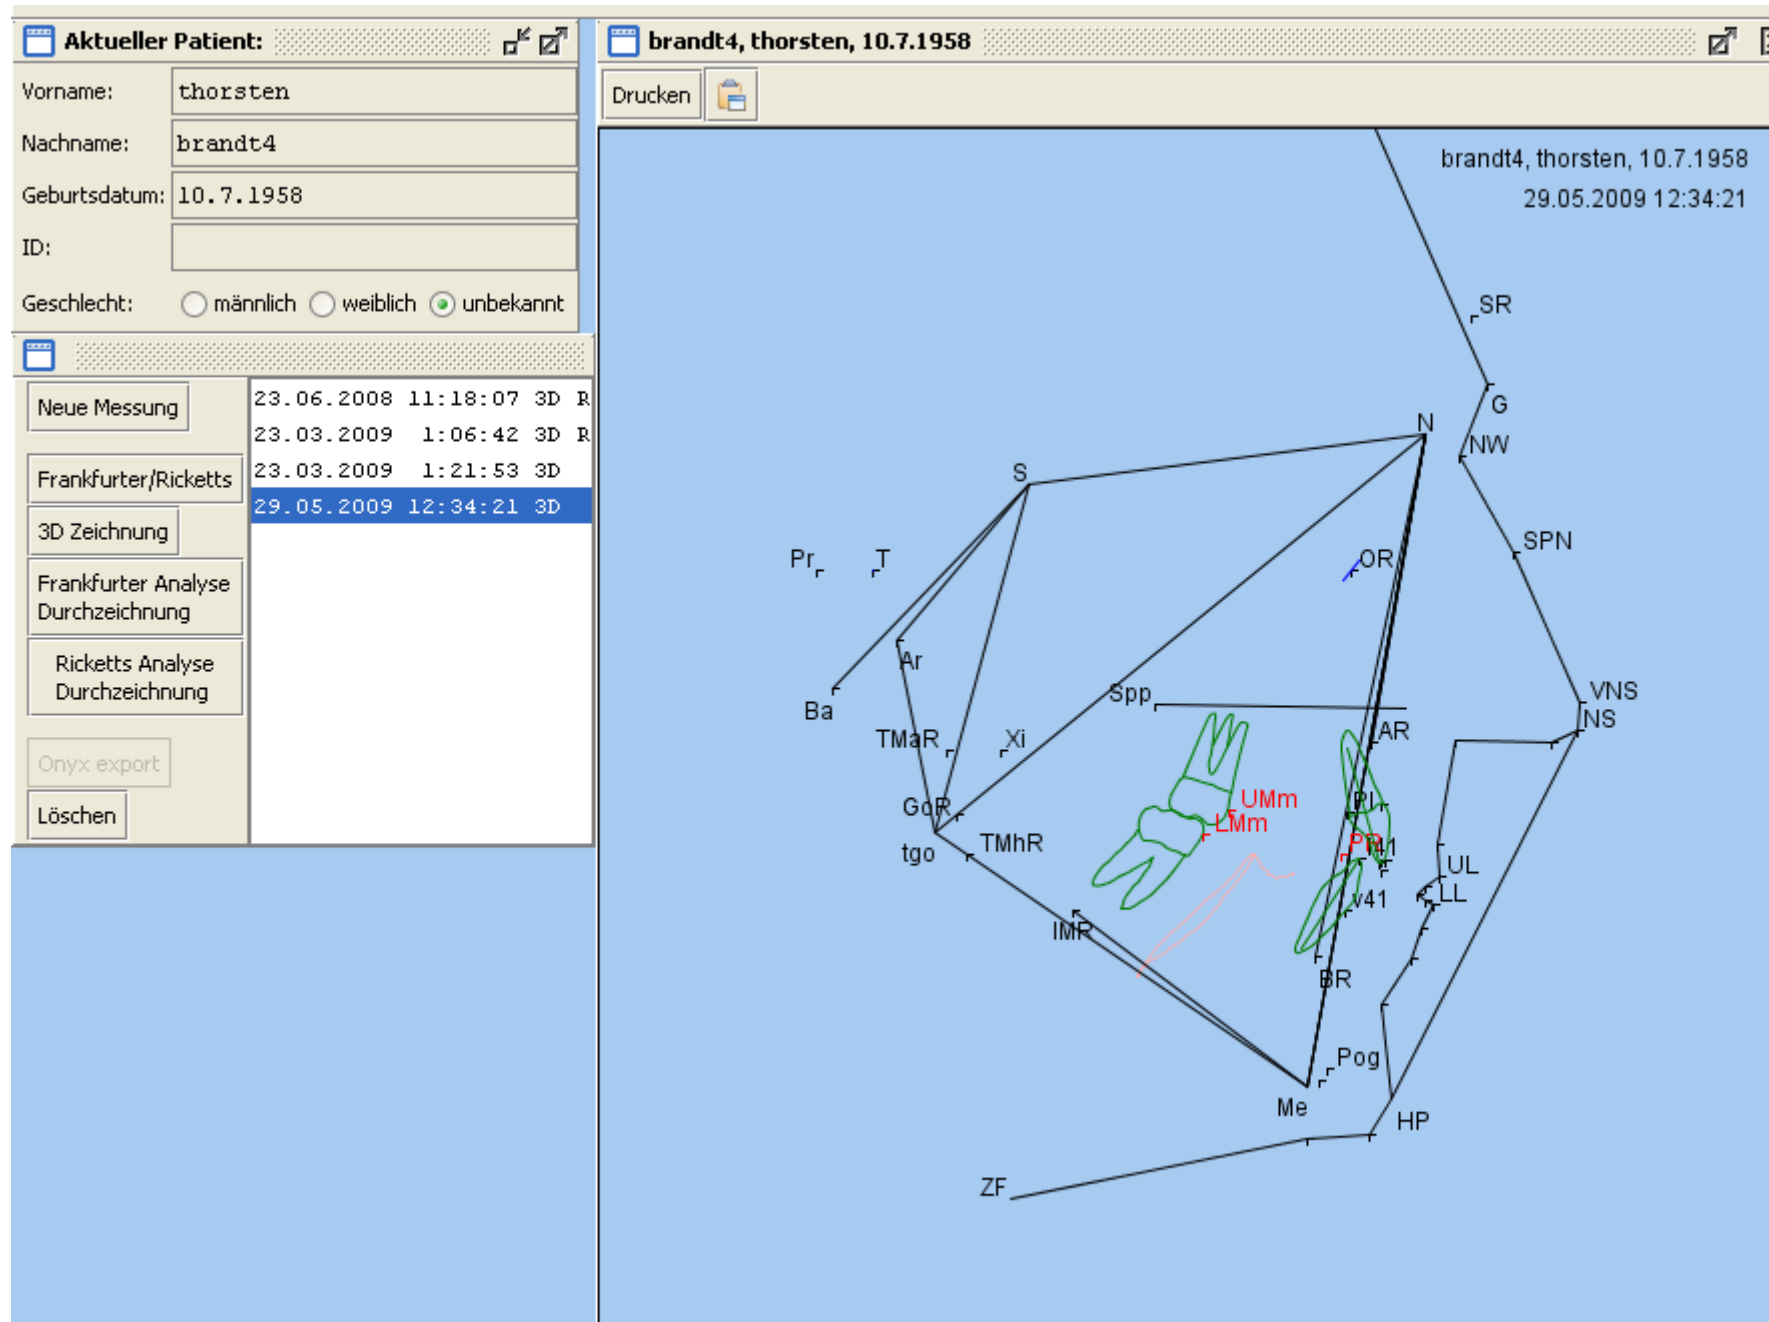 Aktueller Patient:
Vorname: thorsten
Nachname: brandt4
Geburtsdatum: 10.7.1958
ID:
Geschlecht: männlich weiblich unbekannt
Neue Messung
Frankfurter/Ricketts
3D Zeichnung
Frankfurter Analyse
Durchzeichnung
Ricketts Analyse
Durchzeichnung
Onyx export
Löschen
23.06.2008 11:18:07 3D R
23.03.2009 1:06:42 3D R
23.03.2009 1:21:53 3D
29.05.2009 12:34:21 3D
brandt4, thorsten, 10.7.1958
Drucken
brandt4, thorsten, 10.7.1958
29.05.2009 12:34:21
SR
G
N
NW
S
SPN
Pr T OR
Ar
Spp VNS
Ba NS
TMaR Xi AR
GoR UMm PI
LMm
tgo TMhR PR 41
UL
v41 LL
IMR
BR
Pog
Me
HP
ZF